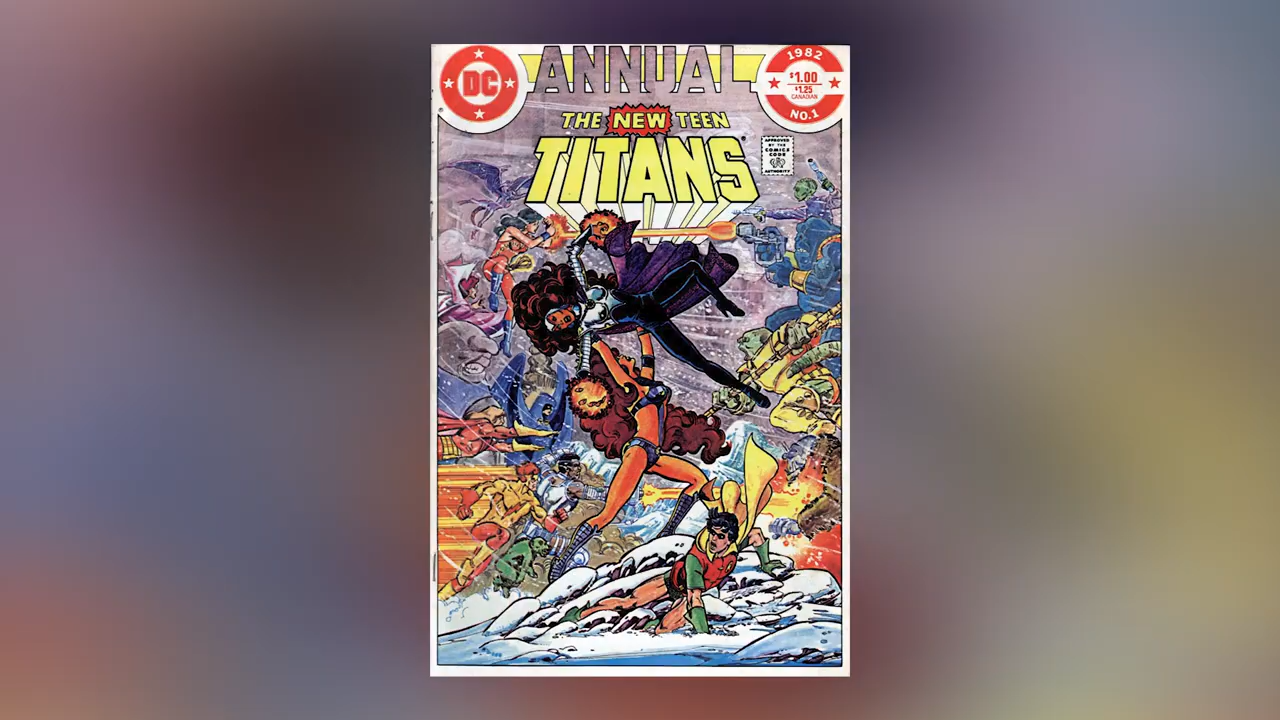 DC
ANNUAL
1982
$1.00
$1.25
CANADIAN
NO.1
THE NEW TEEN
TITANS
APPROVED
BY THE
COMICS
CODE
AUTHORITY